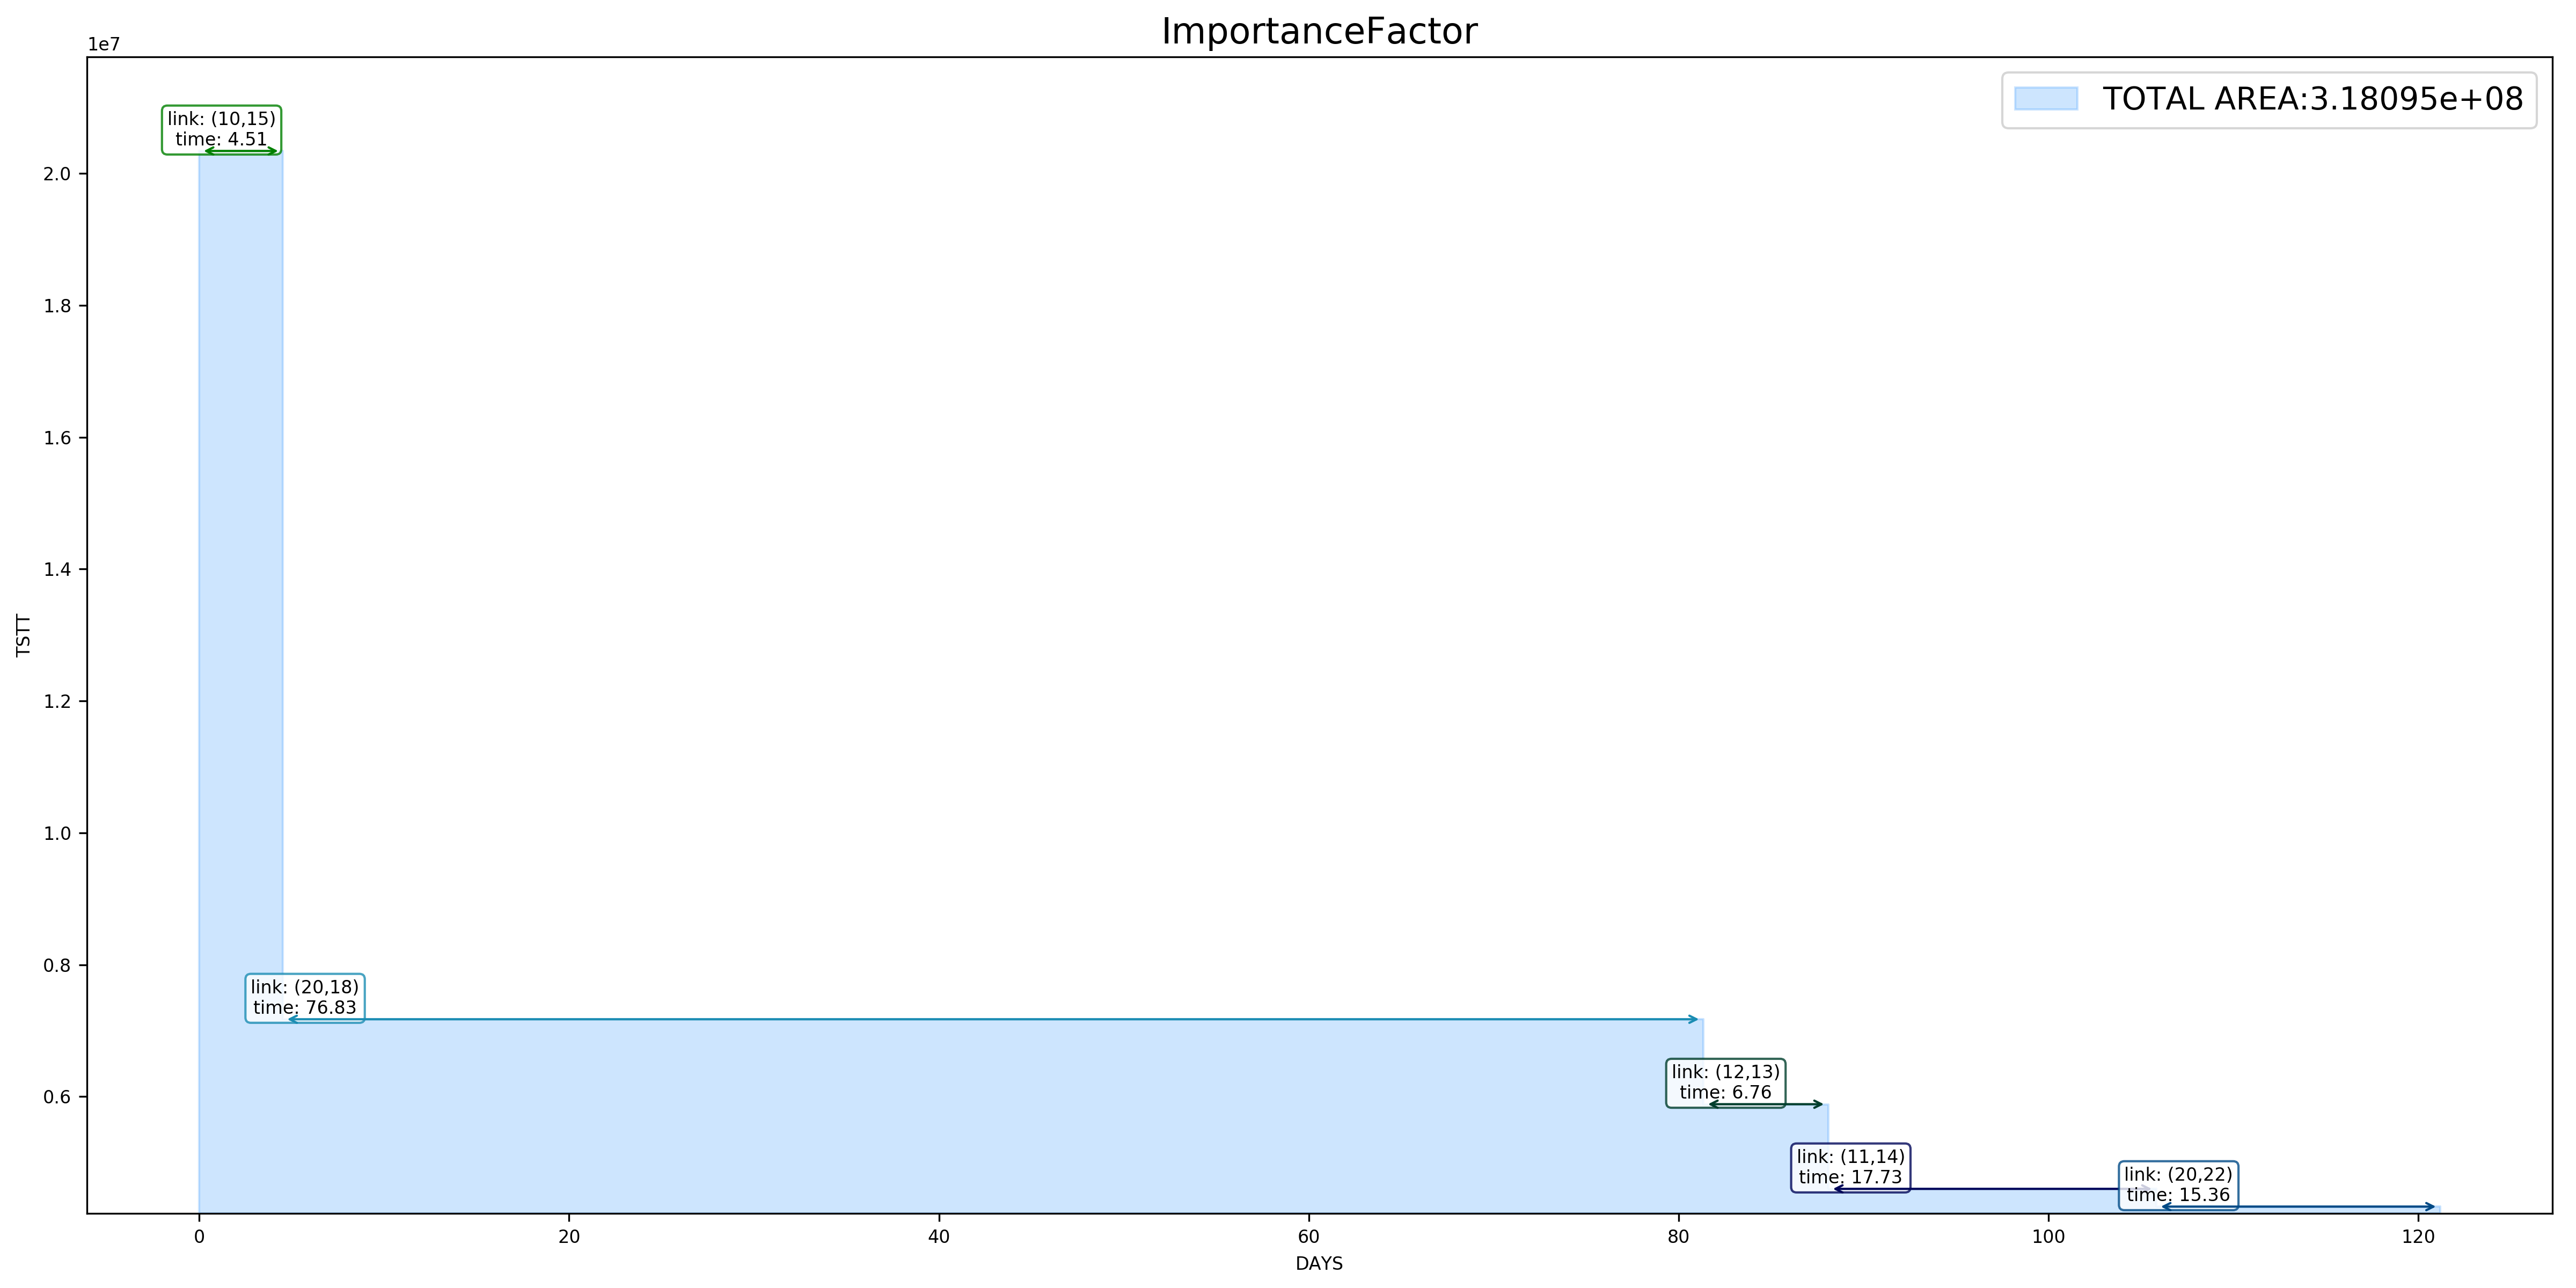 ImportanceFactor
1e7
TOTAL AREA:3.18095e+08
link: (10,15)
time: 4.51
2.0
1.8
1.6
1.4
1.2
1.0
0.8
0.6
TSTT
link: (20,18)
time: 76.83
link: (12,13)
time: 6.76
link: (11,14)
time: 17.73
link: (20,22)
time: 15.36
0 20 40 60 80 100 120
DAYS